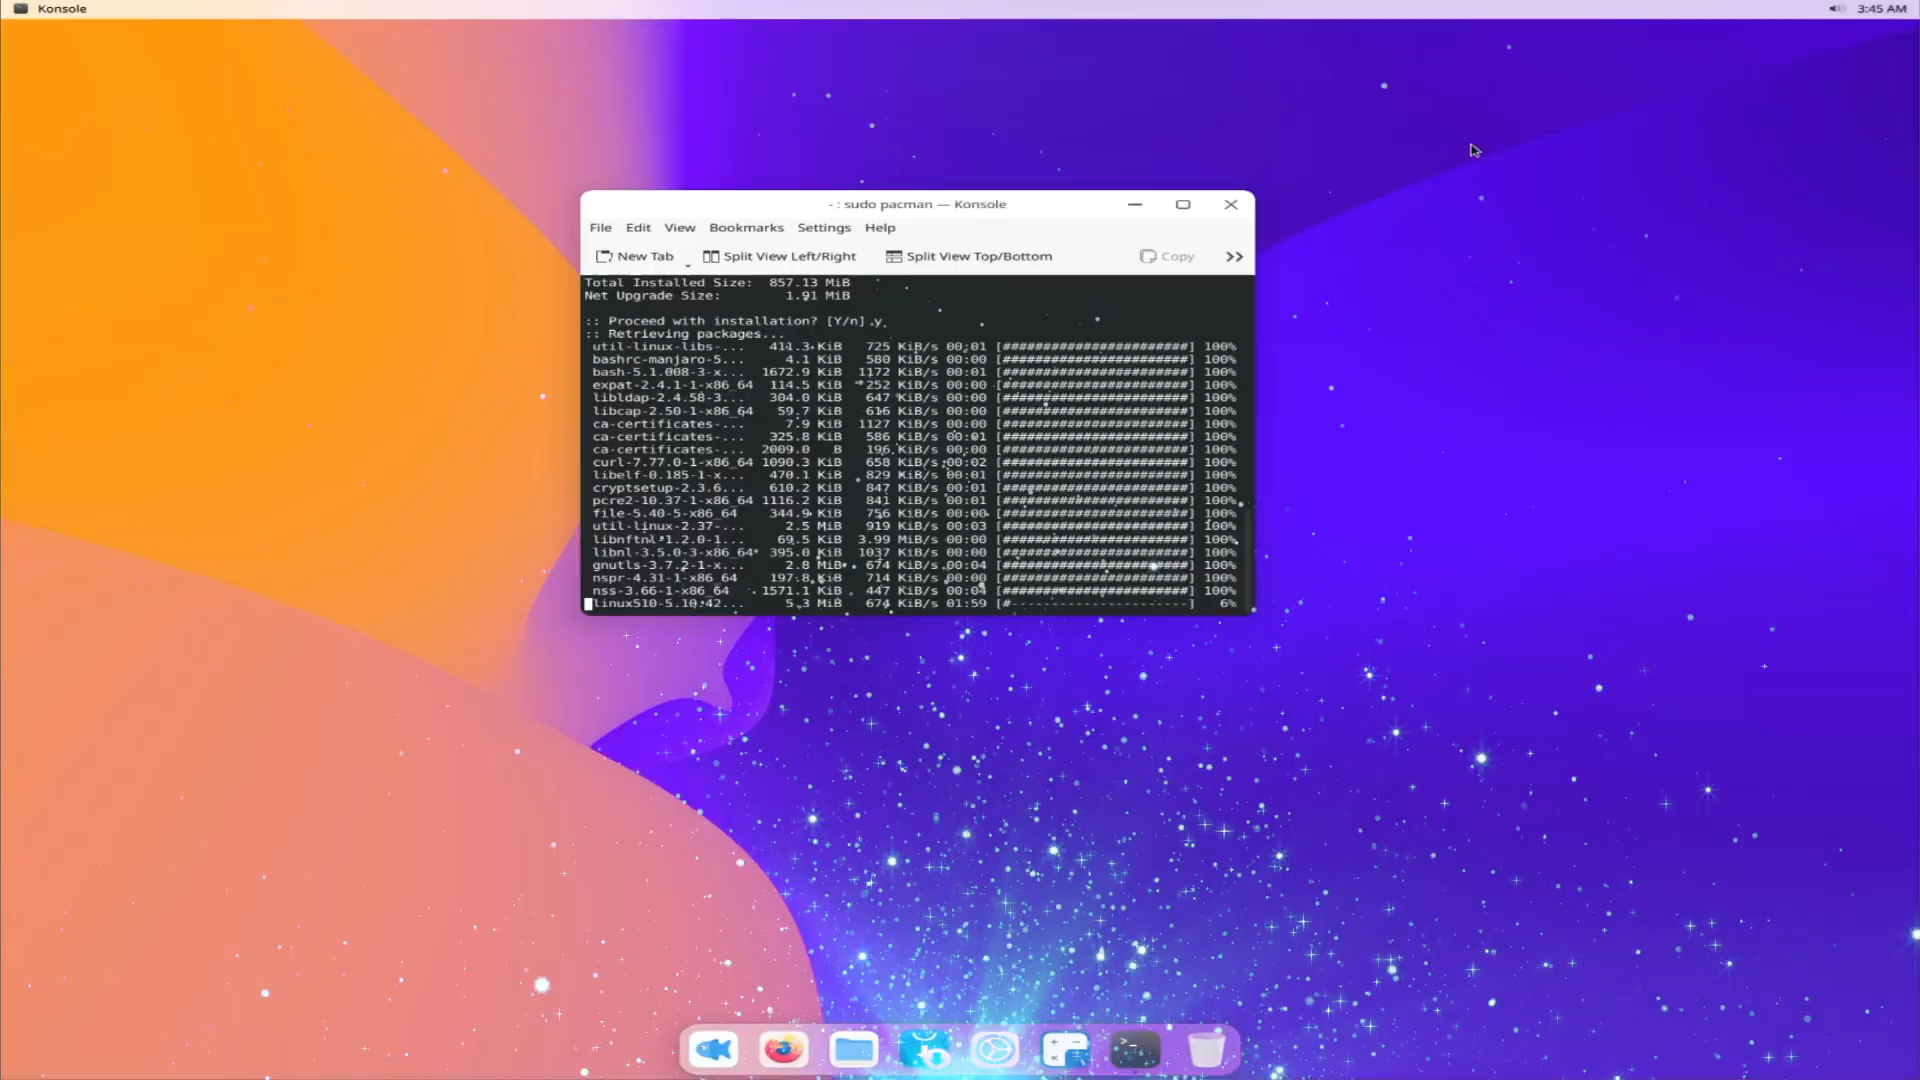 Konsole
3:45 AM
- : sudo pacman — Konsole
File Edit View Bookmarks Settings Help
New Tab Split View Left/Right Split View Top/Bottom Copy
Total Installed Size: 857.13 MiB
Net Upgrade Size: 1.91 MiB
:: Proceed with installation? [Y/n] y
:: Retrieving packages...
util-linux-libs-... 411.3 KiB 725 KiB/s 00:01 [#######################] 100%
bashrc-manjaro-5... 4.1 KiB 580 KiB/s 00:00 [#######################] 100%
bash-5.1.008-3-x... 1672.9 KiB 1172 KiB/s 00:01 [#######################] 100%
expat-2.4.1-1-x86_64 114.5 KiB 252 KiB/s 00:00 [#######################] 100%
libldap-2.4.58-3... 304.0 KiB 647 KiB/s 00:00 [#######################] 100%
libcap-2.50-1-x86_64 59.7 KiB 616 KiB/s 00:00 [#######################] 100%
ca-certificates-... 7.9 KiB 1127 KiB/s 00:00 [#######################] 100%
ca-certificates-... 325.8 KiB 586 KiB/s 00:01 [#######################] 100%
ca-certificates-... 2009.0 B 196 KiB/s 00:00 [#######################] 100%
curl-7.77.0-1-x86_64 1090.3 KiB 658 KiB/s 00:02 [#######################] 100%
libelf-0.185-1-x... 470.1 KiB 829 KiB/s 00:01 [#######################] 100%
cryptsetup-2.3.6... 610.2 KiB 847 KiB/s 00:01 [#######################] 100%
pcre2-10.37-1-x86_64 1116.2 KiB 841 KiB/s 00:01 [#######################] 100%
file-5.40-5-x86_64 344.9 KiB 756 KiB/s 00:00 [#######################] 100%
util-linux-2.37-... 2.5 MiB 919 KiB/s 00:03 [#######################] 100%
libnftnl-1.2.0-1... 69.5 KiB 3.99 MiB/s 00:00 [#######################] 100%
libnl-3.5.0-3-x86_64 395.0 KiB 1037 KiB/s 00:00 [#######################] 100%
gnutls-3.7.2-1-x... 2.8 MiB 674 KiB/s 00:04 [#######################] 100%
nspr-4.31-1-x86_64 197.8 KiB 714 KiB/s 00:00 [#######################] 100%
nss-3.66-1-x86_64 1571.1 KiB 447 KiB/s 00:04 [#######################] 100%
linux510-5.10.42... 5.3 MiB 674 KiB/s 01:59 [#----------------------] 6%